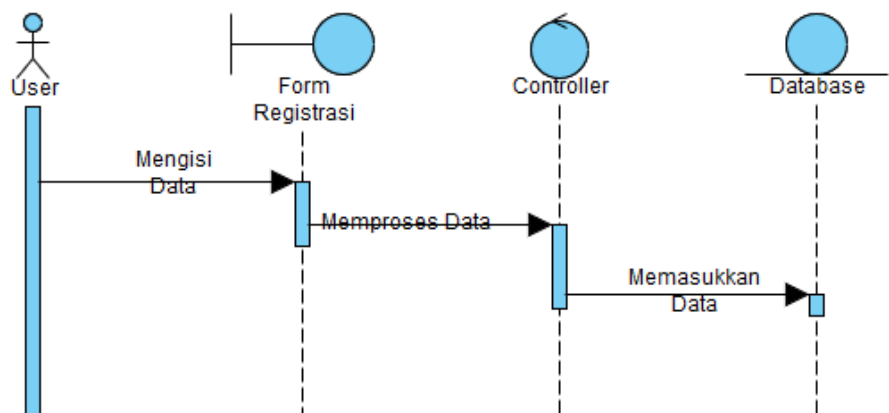 User
Form
Registrasi
Controller
Database
Mengisi
Data
Memproses Data
Memasukkan
Data